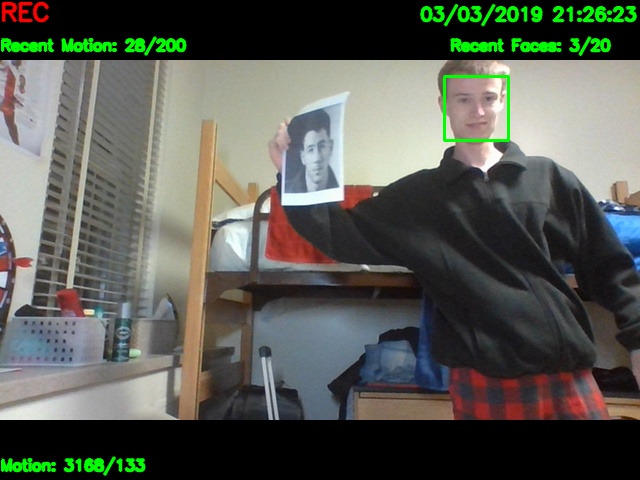 REC
03/03/2019 21:26:23
Recent Motion: 28/200
Recent Faces: 3/20
Motion: 3168/133